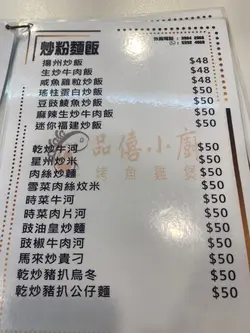 炒粉麵飯
揚州炒飯 $48
生炒牛肉飯 $48
咸魚雞粒炒飯 $48
瑤柱蛋白炒飯 $50
豆豉鯪魚炒飯 $50
麻辣生炒牛肉飯 $50
迷你福建炒飯 $50
品僖小廚
烤魚雞煲
乾炒牛河 $50
星州炒米 $50
肉絲炒麵 $50
雪菜肉絲炆米 $50
時菜牛河 $50
時菜肉片河 $50
豉油皇炒麵 $50
豉椒牛肉河 $50
馬來炒貴刁 $50
乾炒豬扒烏冬 $50
乾炒豬扒公仔麵 $50